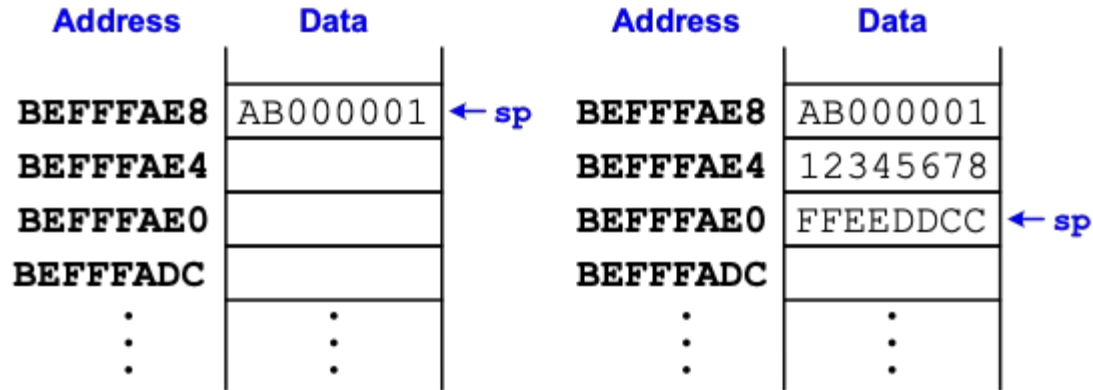 Address Data Address Data
BEFFFAE8 AB000001 ← sp BEFFFAE8 AB000001
BEFFFAE4 BEFFFAE4 12345678
BEFFFAE0 BEFFFAE0 FFEEDDCC ← sp
BEFFFADC BEFFFADC